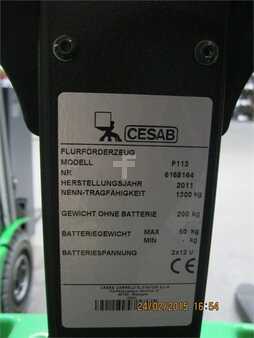 CESAB
FLURFÖRDERZEUG
MODELL P113
NR 6168164
HERSTELLUNGSJAHR 2011
NENN-TRAGFÄHIGKEIT 1300 kg
GEWICHT OHNE BATTERIE 200 kg
BATTERIEGEWICHT MAX 60 kg
MIN - kg
BATTERIESPANNUNG 2x12 V
CE
24/02/2015 16:54